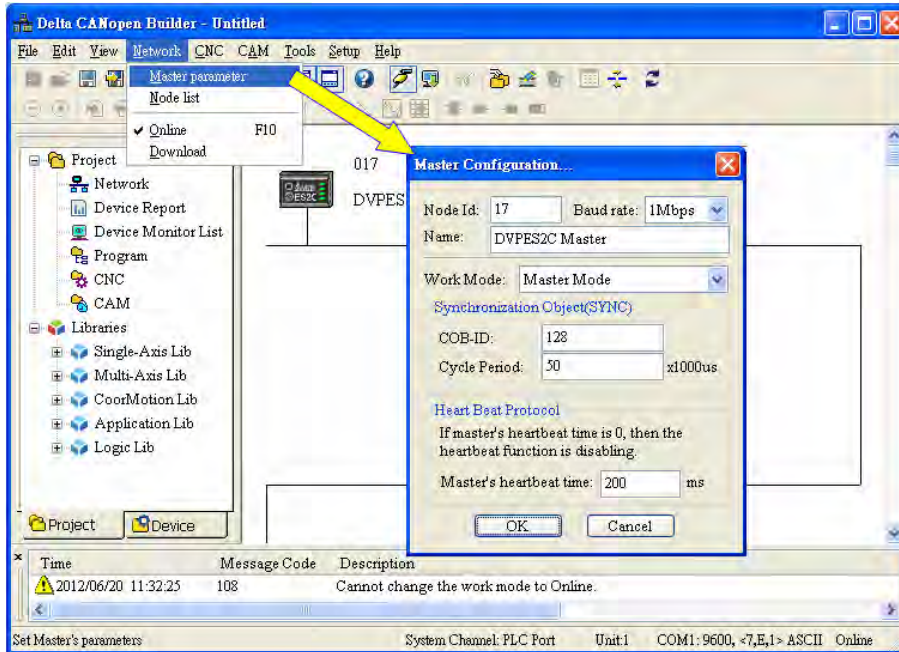 Delta CANopen Builder - Untitled
File Edit View Network CNC CAM Tools Setup Help
Master parameter
Node list
Online F10
Download
Project
Network
Device Report
Device Monitor List
Program
CNC
CAM
Libraries
Single-Axis Lib
Multi-Axis Lib
CoorMotion Lib
Application Lib
Logic Lib
Project Device
017
DVPES
ES2C
Master Configuration...
Node Id: 17 Baud rate: 1Mbps
Name: DVPES2C Master
Work Mode: Master Mode
Synchronization Object(SYNC)
COB-ID: 128
Cycle Period: 50 x1000us
Heart Beat Protocol
If master's heartbeat time is 0, then the
heartbeat function is disabling.
Master's heartbeat time: 200 ms
OK Cancel
Time Message Code Description
2012/06/20 11:32:25 108 Cannot change the work mode to Online.
Set Master's parameters System Channel: PLC Port Unit:1 COM1: 9600, <7,E,1> ASCII Online